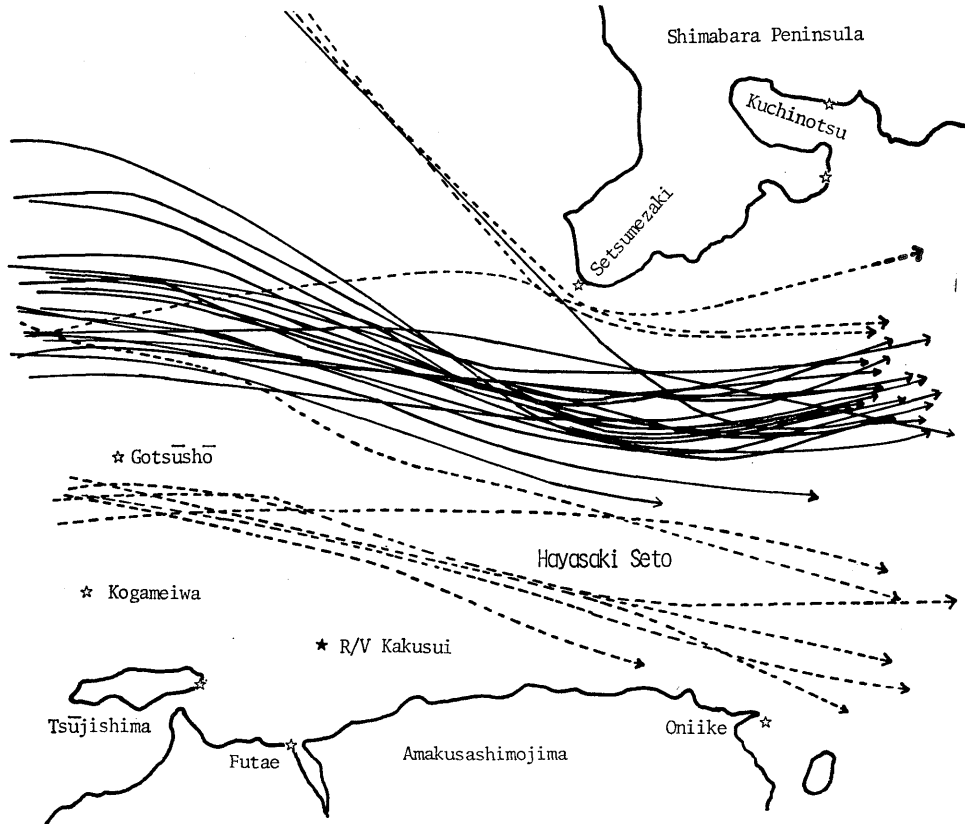 Shimabara Peninsula
Kuchinotsu
Setsumezaki
Gotsūshō
Hayasaki Seto
Kogameiwa
R/V Kakusui
Tsūjishima
Oniike
Futae
Amakusashimojima